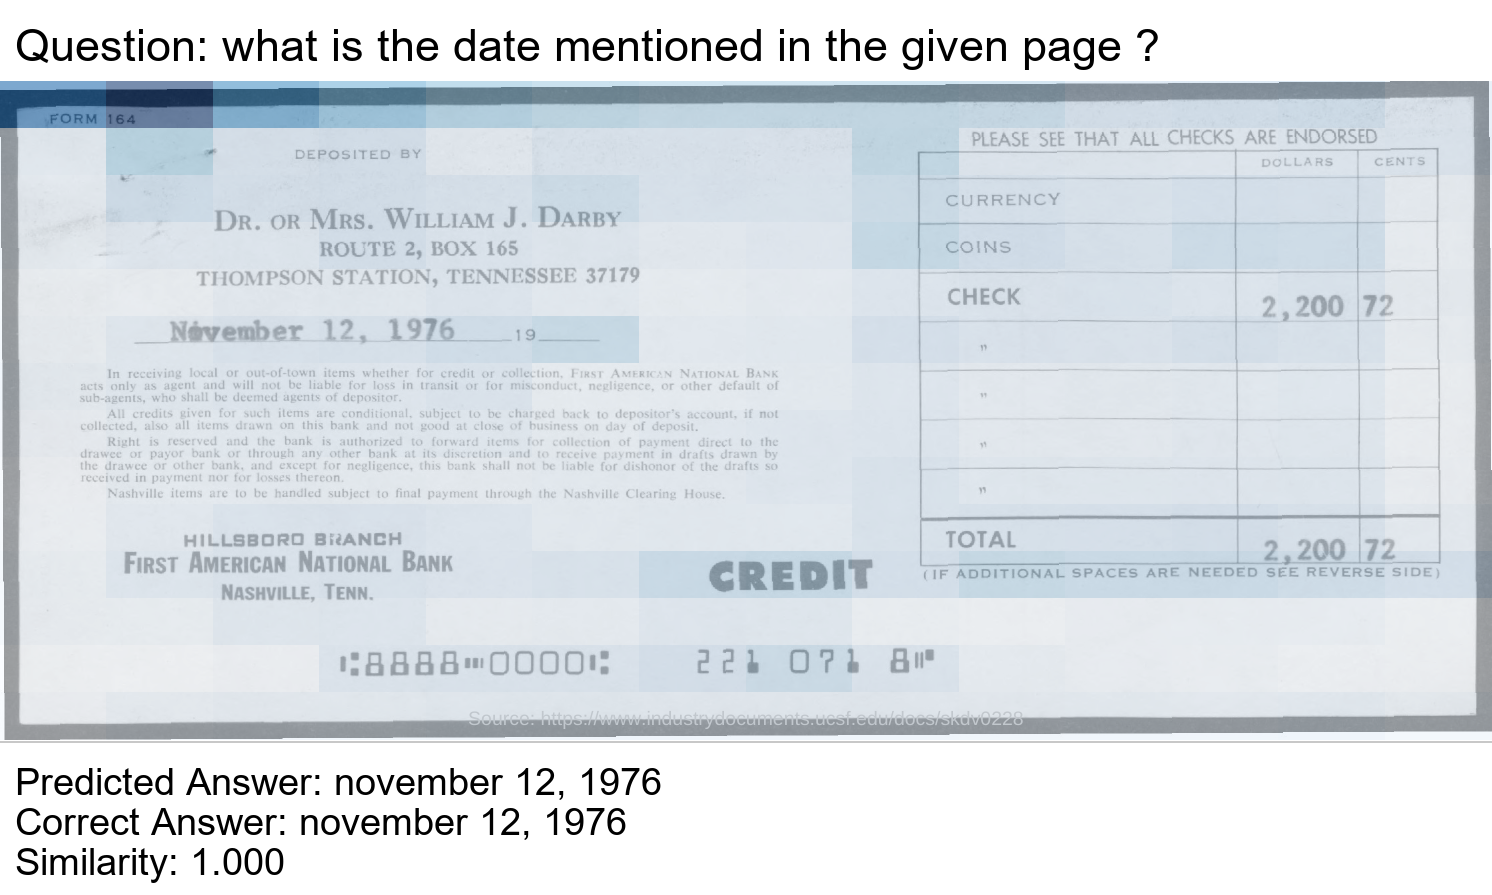 Question: what is the date mentioned in the given page ?
FORM 164
DEPOSITED BY
DR. OR MRS. WILLIAM J. DARBY
ROUTE 2, BOX 165
THOMPSON STATION, TENNESSEE 37179
November 12, 1976 19
In receiving local or out-of-town items whether for credit or collection, FIRST AMERICAN NATIONAL BANK
acts only as agent and will not be liable for loss in transit or for misconduct, negligence, or other default of
sub-agents, who shall be deemed agents of depositor.
All credits given for such items are conditional, subject to be charged back to depositor's account, if not
collected, also all items drawn on this bank and not good at close of business on day of deposit.
Right is reserved and the bank is authorized to forward items for collection of payment direct to the
drawee or payor bank or through any other bank at its discretion and to receive payment in drafts drawn by
the drawee or other bank, and except for negligence, this bank shall not be liable for dishonor of the drafts so
received in payment nor for losses thereon.
Nashville items are to be handled subject to final payment through the Nashville Clearing House.
HILLSBORO BRANCH
FIRST AMERICAN NATIONAL BANK
NASHVILLE, TENN.
CREDIT
PLEASE SEE THAT ALL CHECKS ARE ENDORSED
DOLLARS CENTS
CURRENCY
COINS
CHECK 2,200 72
"
"
"
"
TOTAL 2,200 72
(IF ADDITIONAL SPACES ARE NEEDED SEE REVERSE SIDE)
⑆8888⑉0000⑆ 221 071 8⑈
Source: https://www.industrydocuments.ucsf.edu/docs/skdv0228
Predicted Answer: november 12, 1976
Correct Answer: november 12, 1976
Similarity: 1.000